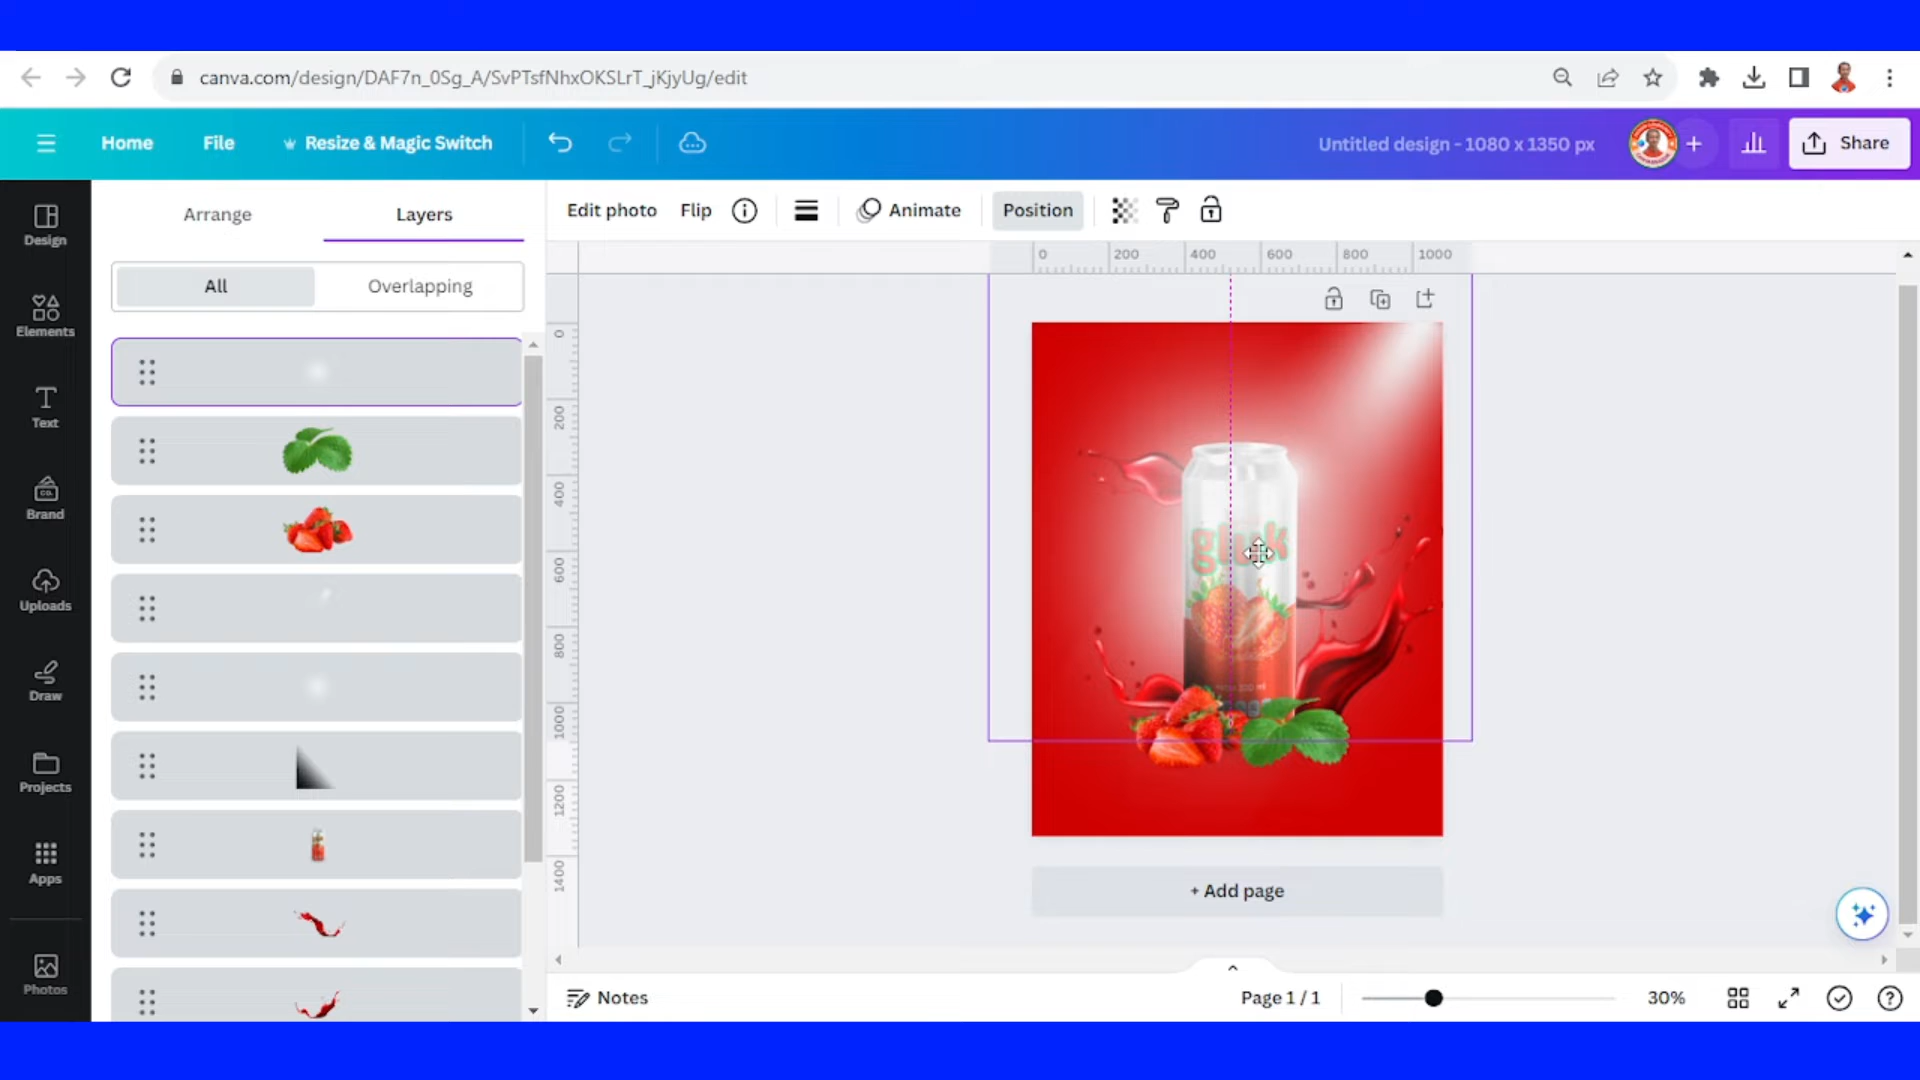 canva.com/design/DAF7n_0Sg_A/SvPTsfNhxOKSLrT_jKjyUg/edit
Home File Resize & Magic Switch Untitled design - 1080 x 1350 px + Share
Arrange Layers
Edit photo Flip Animate Position
All Overlapping
0 200 400 600 800 1000
0
200
400
600
800
1000
1200
1400
Design
Elements
Text
CO.
Brand
Uploads
Draw
Projects
Apps
Photos
gluk
+ Add page
Notes Page 1 / 1 30%